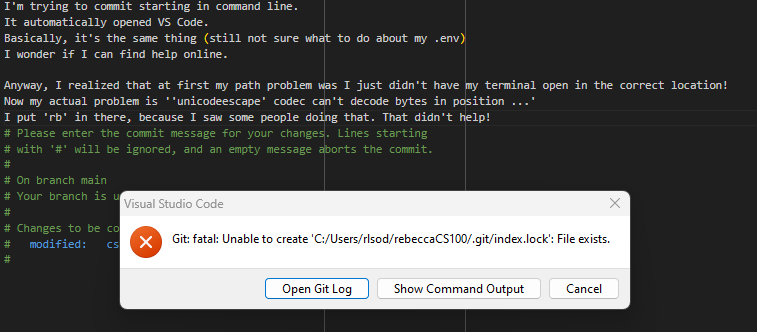 I'm trying to commit starting in command line.
It automatically opened VS Code.
Basically, it's the same thing (still not sure what to do about my .env)
I wonder if I can find help online.
Anyway, I realized that at first my path problem was I just didn't have my terminal open in the correct location!
Now my actual problem is ''unicodeescape' codec can't decode bytes in position ...'
I put 'rb' in there, because I saw some people doing that. That didn't help!
# Please enter the commit message for your changes. Lines starting
# with '#' will be ignored, and an empty message aborts the commit.
#
# On branch main
# Your branch is u
#
# Changes to be co
#   modified:   cs
#
Visual Studio Code
Git: fatal: Unable to create 'C:/Users/rlsod/rebeccaCS100/.git/index.lock': File exists.
Open Git Log
Show Command Output
Cancel